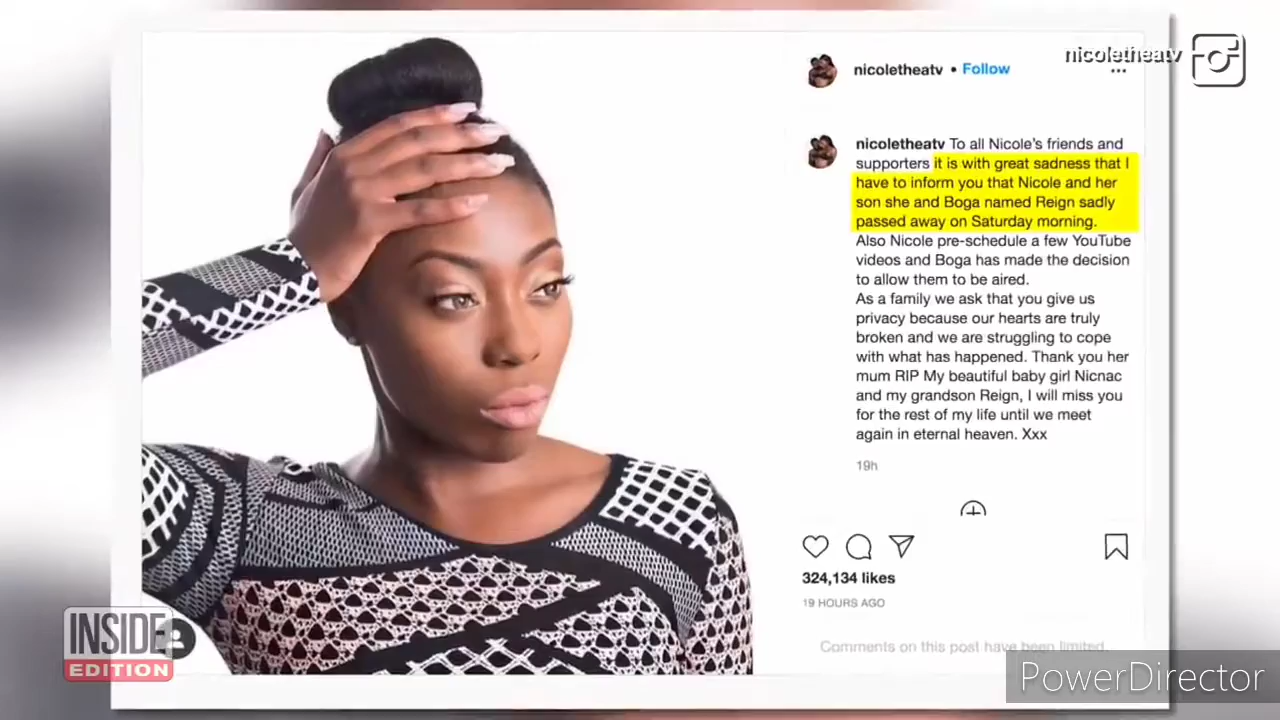 nicoletheatv
nicoletheatv • Follow
nicoletheatv To all Nicole's friends and
supporters it is with great sadness that I
have to inform you that Nicole and her
son she and Boga named Reign sadly
passed away on Saturday morning.
Also Nicole pre-schedule a few YouTube
videos and Boga has made the decision
to allow them to be aired.
As a family we ask that you give us
privacy because our hearts are truly
broken and we are struggling to cope
with what has happened. Thank you her
mum RIP My beautiful baby girl Nicnac
and my grandson Reign, I will miss you
for the rest of my life until we meet
again in eternal heaven. Xxx
19h
324,134 likes
19 HOURS AGO
Comments on this post have been limited.
INSIDE
EDITION
PowerDirector